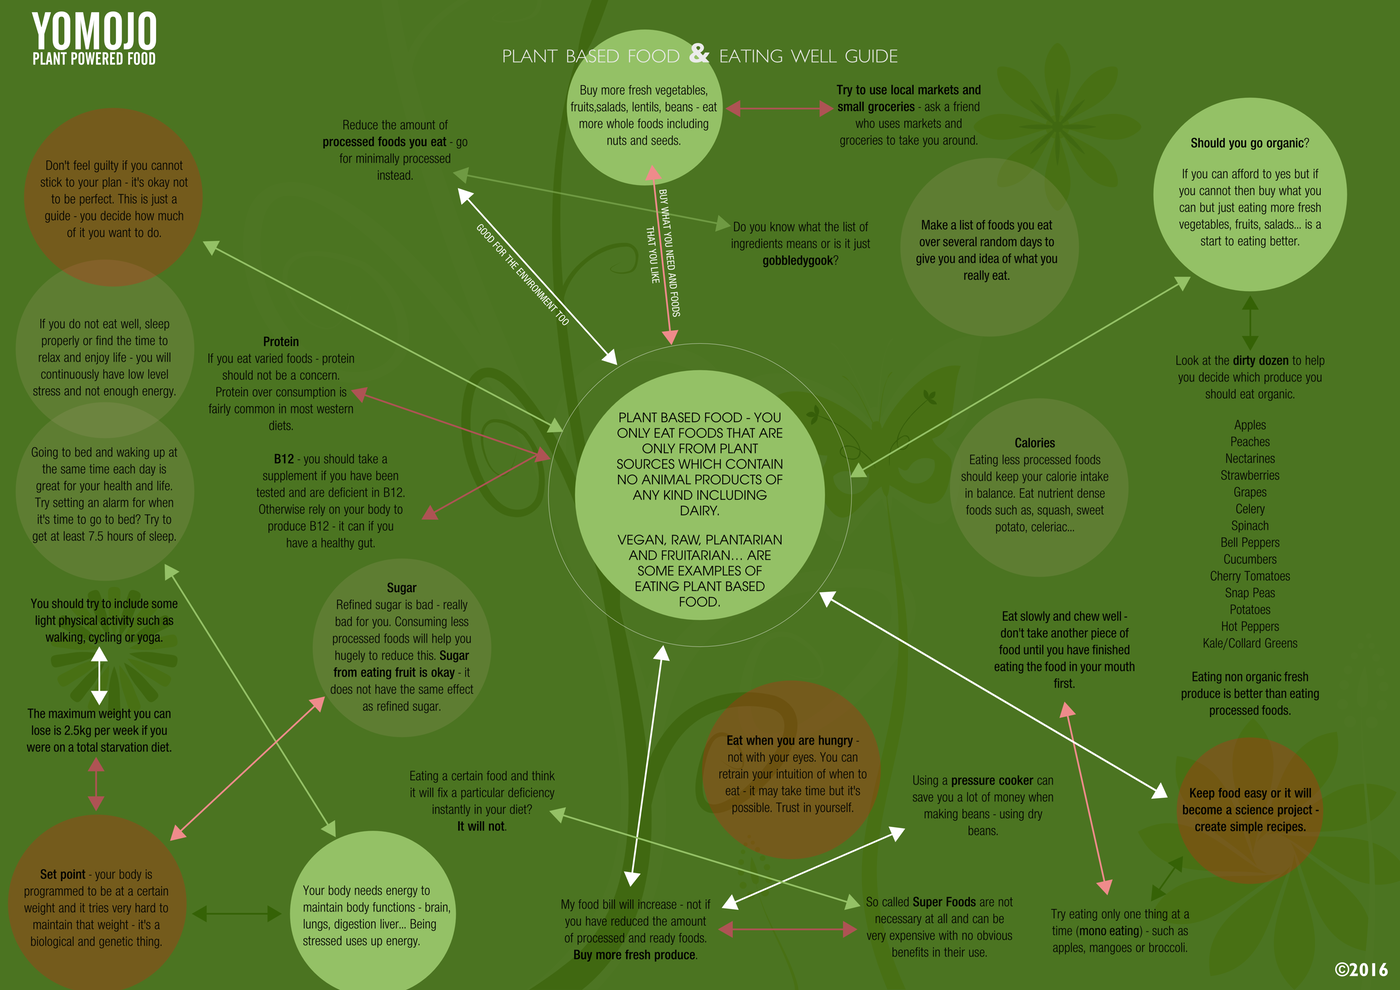 YOMOJO
PLANT POWERED FOOD
PLANT BASED FOOD & EATING WELL GUIDE
Buy more fresh vegetables,
fruits,salads, lentils, beans - eat
more whole foods including
nuts and seeds.
Try to use local markets and
small groceries - ask a friend
who uses markets and
groceries to take you around.
Reduce the amount of
processed foods you eat - go
for minimally processed
instead.
Should you go organic?
If you can afford to yes but if
you cannot then buy what you
can but just eating more fresh
vegetables, fruits, salads... is a
start to eating better.
Don't feel guilty if you cannot
stick to your plan - it's okay not
to be perfect. This is just a
guide - you decide how much
of it you want to do.
GOOD FOR THE ENVIRONMENT TOO
BUY WHAT YOU NEED AND FOODS
THAT YOU LIKE
Do you know what the list of
ingredients means or is it just
gobbledygook?
Make a list of foods you eat
over several random days to
give you and idea of what you
really eat.
If you do not eat well, sleep
properly or find the time to
relax and enjoy life - you will
continuously have low level
stress and not enough energy.
Protein
If you eat varied foods - protein
should not be a concern.
Protein over consumption is
fairly common in most western
diets.
Look at the dirty dozen to help
you decide which produce you
should eat organic.
Apples
Peaches
Nectarines
Strawberries
Grapes
Celery
Spinach
Bell Peppers
Cucumbers
Cherry Tomatoes
Snap Peas
Potatoes
Hot Peppers
Kale/Collard Greens
Eating non organic fresh
produce is better than eating
processed foods.
PLANT BASED FOOD - YOU
ONLY EAT FOODS THAT ARE
ONLY FROM PLANT
SOURCES WHICH CONTAIN
NO ANIMAL PRODUCTS OF
ANY KIND INCLUDING
DAIRY.
VEGAN, RAW, PLANTARIAN
AND FRUITARIAN... ARE
SOME EXAMPLES OF
EATING PLANT BASED
FOOD.
Going to bed and waking up at
the same time each day is
great for your health and life.
Try setting an alarm for when
it's time to go to bed? Try to
get at least 7.5 hours of sleep.
B12 - you should take a
supplement if you have been
tested and are deficient in B12.
Otherwise rely on your body to
produce B12 - it can if you
have a healthy gut.
Calories
Eating less processed foods
should keep your calorie intake
in balance. Eat nutrient dense
foods such as, squash, sweet
potato, celeriac...
Sugar
Refined sugar is bad - really
bad for you. Consuming less
processed foods will help you
hugely to reduce this. Sugar
from eating fruit is okay - it
does not have the same effect
as refined sugar.
You should try to include some
light physical activity such as
walking, cycling or yoga.
The maximum weight you can
lose is 2.5kg per week if you
were on a total starvation diet.
Eat slowly and chew well -
don't take another piece of
food until you have finished
eating the food in your mouth
first.
Eat when you are hungry -
not with your eyes. You can
retrain your intuition of when to
eat - it may take time but it's
possible. Trust in yourself.
Eating a certain food and think
it will fix a particular deficiency
instantly in your diet?
It will not.
Using a pressure cooker can
save you a lot of money when
making beans - using dry
beans.
Keep food easy or it will
become a science project -
create simple recipes.
Set point - your body is
programmed to be at a certain
weight and it tries very hard to
maintain that weight - it's a
biological and genetic thing.
Your body needs energy to
maintain body functions - brain,
lungs, digestion liver... Being
stressed uses up energy.
My food bill will increase - not if
you have reduced the amount
of processed and ready foods.
Buy more fresh produce.
So called Super Foods are not
necessary at all and can be
very expensive with no obvious
benefits in their use.
Try eating only one thing at a
time (mono eating) - such as
apples, mangoes or broccoli.
©2016